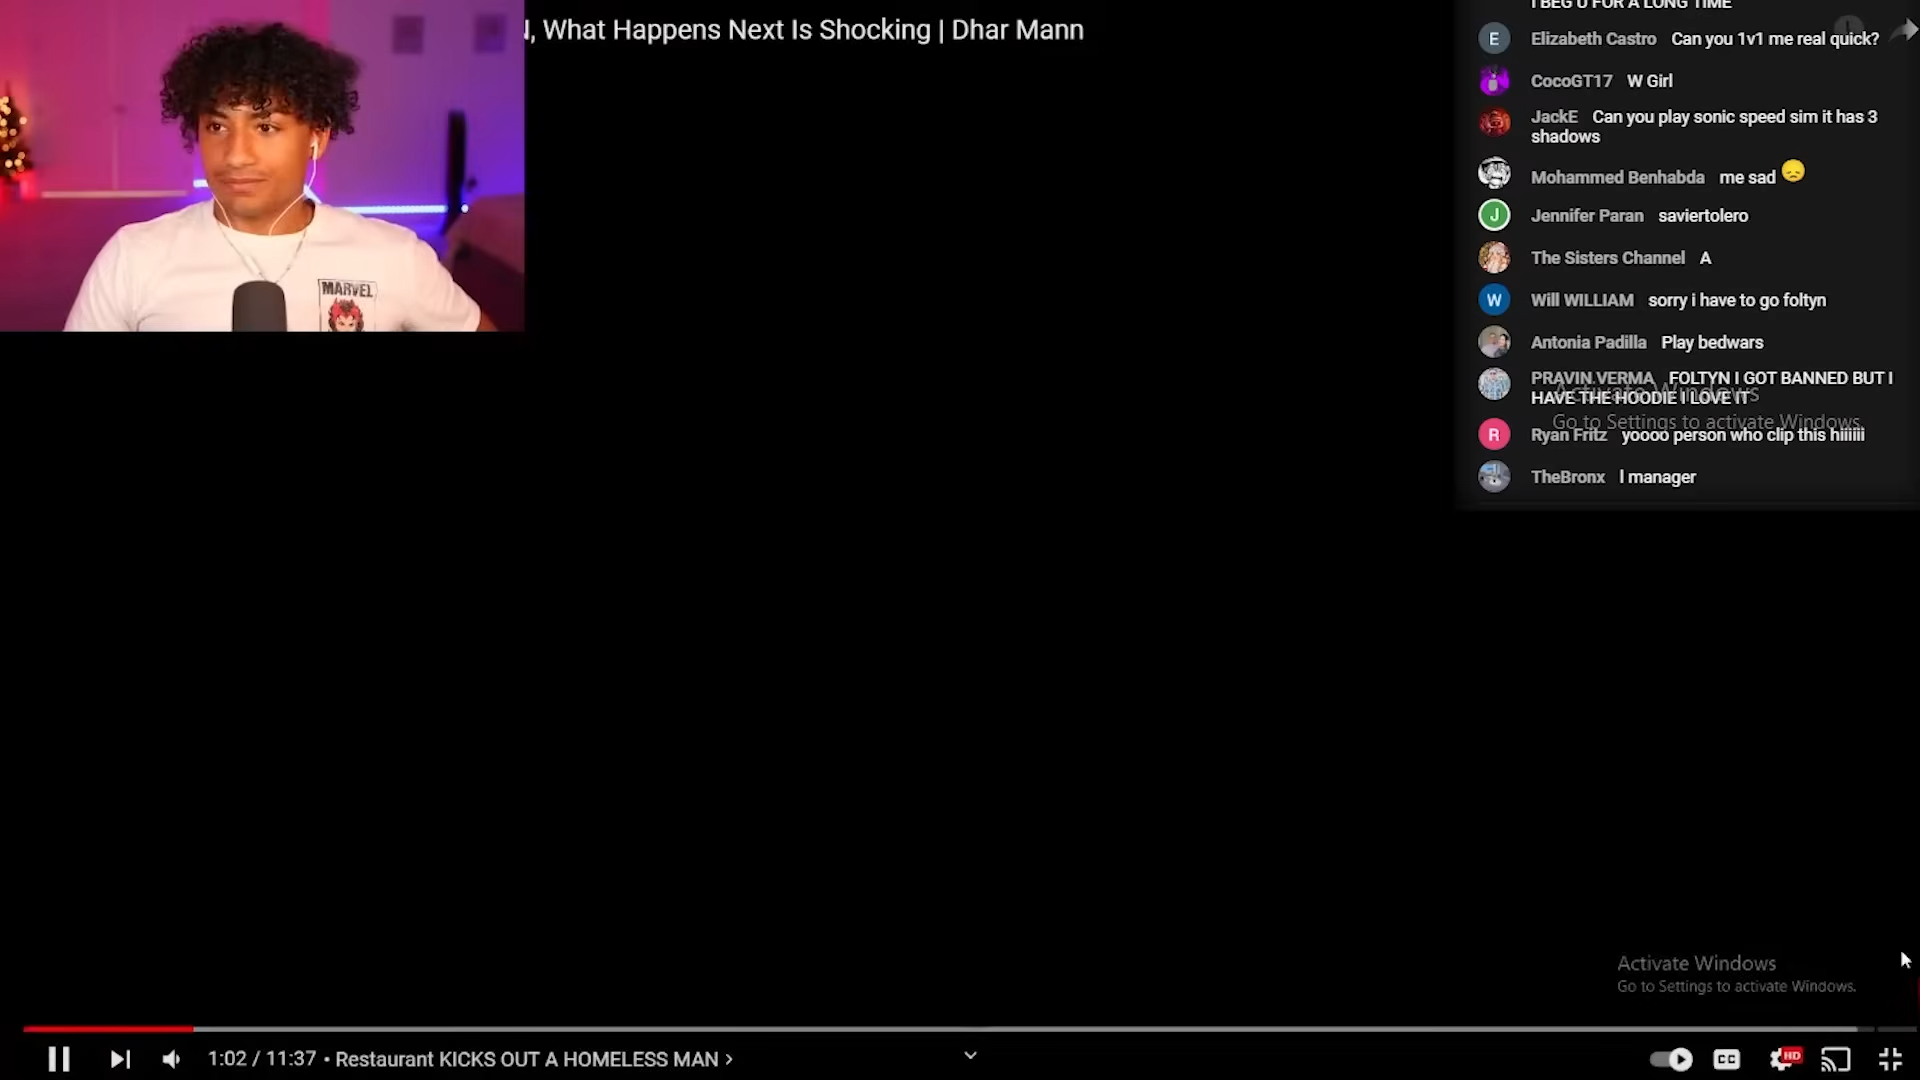 , What Happens Next Is Shocking | Dhar Mann
MARVEL
I BEG U FOR A LONG TIME
E Elizabeth Castro Can you 1v1 me real quick?
CocoGT17 W Girl
JackE Can you play sonic speed sim it has 3
shadows
Mohammed Benhabda me sad 😞
J Jennifer Paran saviertolero
The Sisters Channel A
W Will WILLIAM sorry i have to go foltyn
Antonia Padilla Play bedwars
PRAVIN.VERMA FOLTYN I GOT BANNED BUT I
HAVE THE HOODIE I LOVE IT
Activate Windows
Go to Settings to activate Windows.
R Ryan Fritz yoooo person who clip this hiiiiii
TheBronx l manager
Activate Windows
Go to Settings to activate Windows.
1:02 / 11:37 • Restaurant KICKS OUT A HOMELESS MAN >
CC
HD